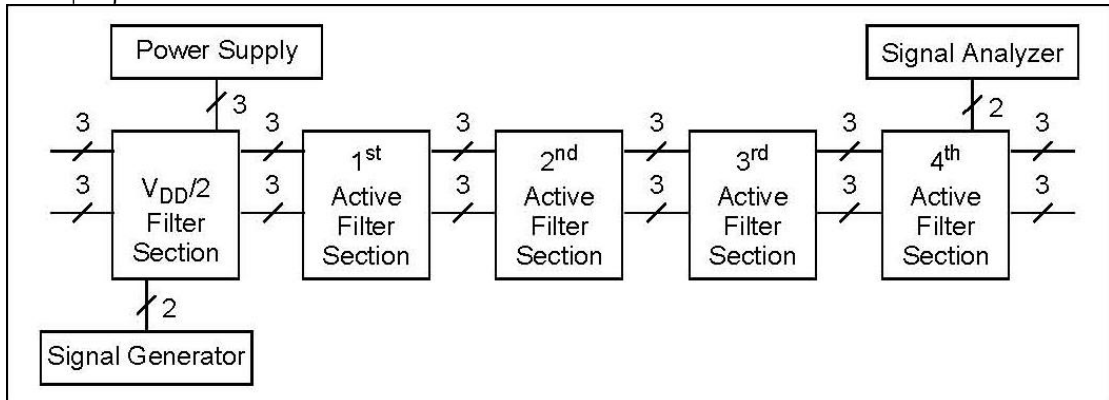 Power Supply
Signal Analyzer
3
2
3
3
3
3
3
3
3
3
3
3
3
3
V_DD/2
Filter
Section
1st
Active
Filter
Section
2nd
Active
Filter
Section
3rd
Active
Filter
Section
4th
Active
Filter
Section
2
Signal Generator